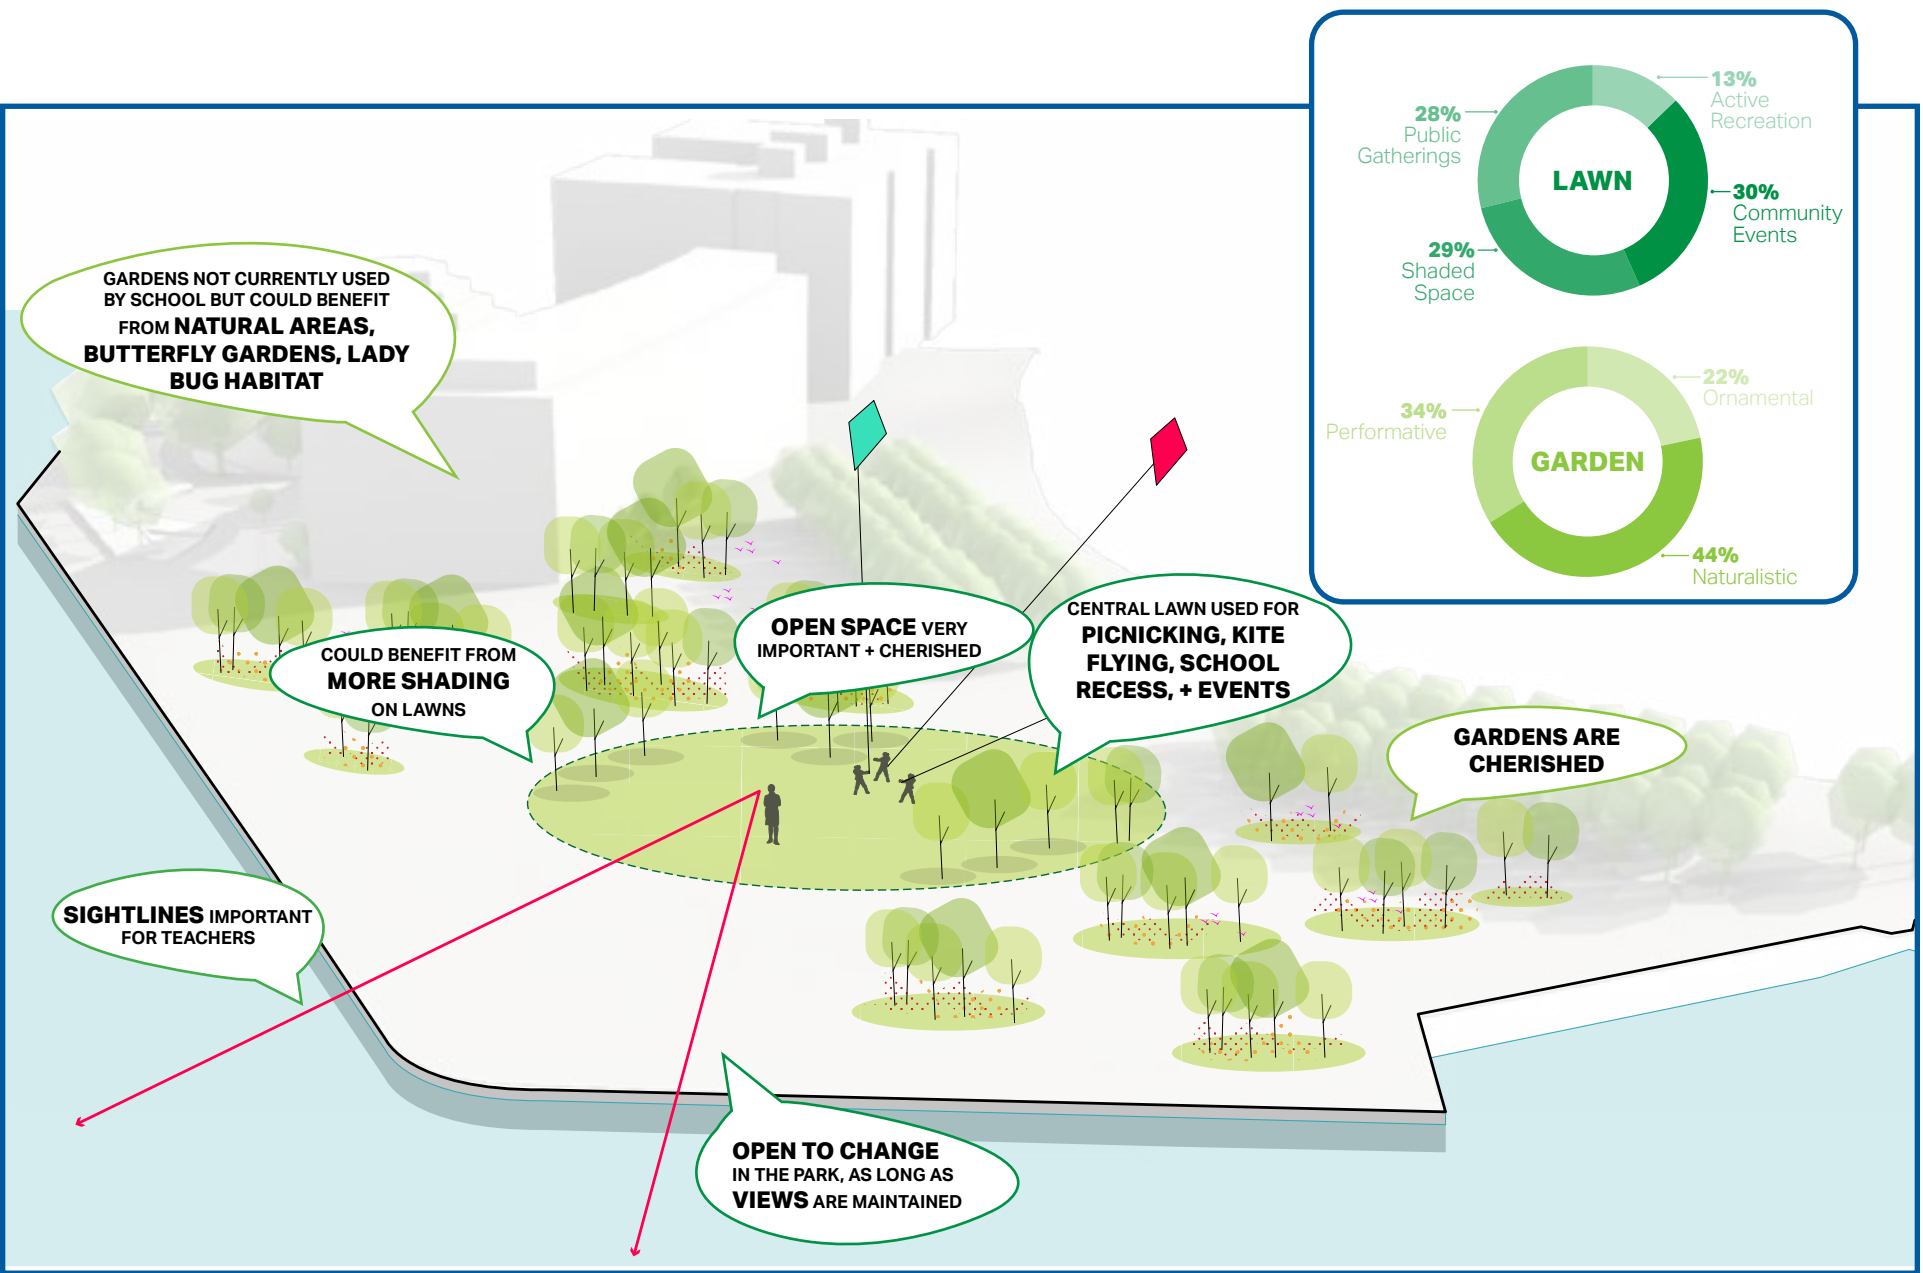 13%
Active
Recreation
28%
Public
Gatherings
LAWN
30%
Community
Events
29%
Shaded
Space
22%
Ornamental
34%
Performative
GARDEN
44%
Naturalistic
GARDENS NOT CURRENTLY USED
BY SCHOOL BUT COULD BENEFIT
FROM NATURAL AREAS,
BUTTERFLY GARDENS, LADY
BUG HABITAT
COULD BENEFIT FROM
MORE SHADING
ON LAWNS
OPEN SPACE VERY
IMPORTANT + CHERISHED
CENTRAL LAWN USED FOR
PICNICKING, KITE
FLYING, SCHOOL
RECESS, + EVENTS
GARDENS ARE
CHERISHED
SIGHTLINES IMPORTANT
FOR TEACHERS
OPEN TO CHANGE
IN THE PARK, AS LONG AS
VIEWS ARE MAINTAINED